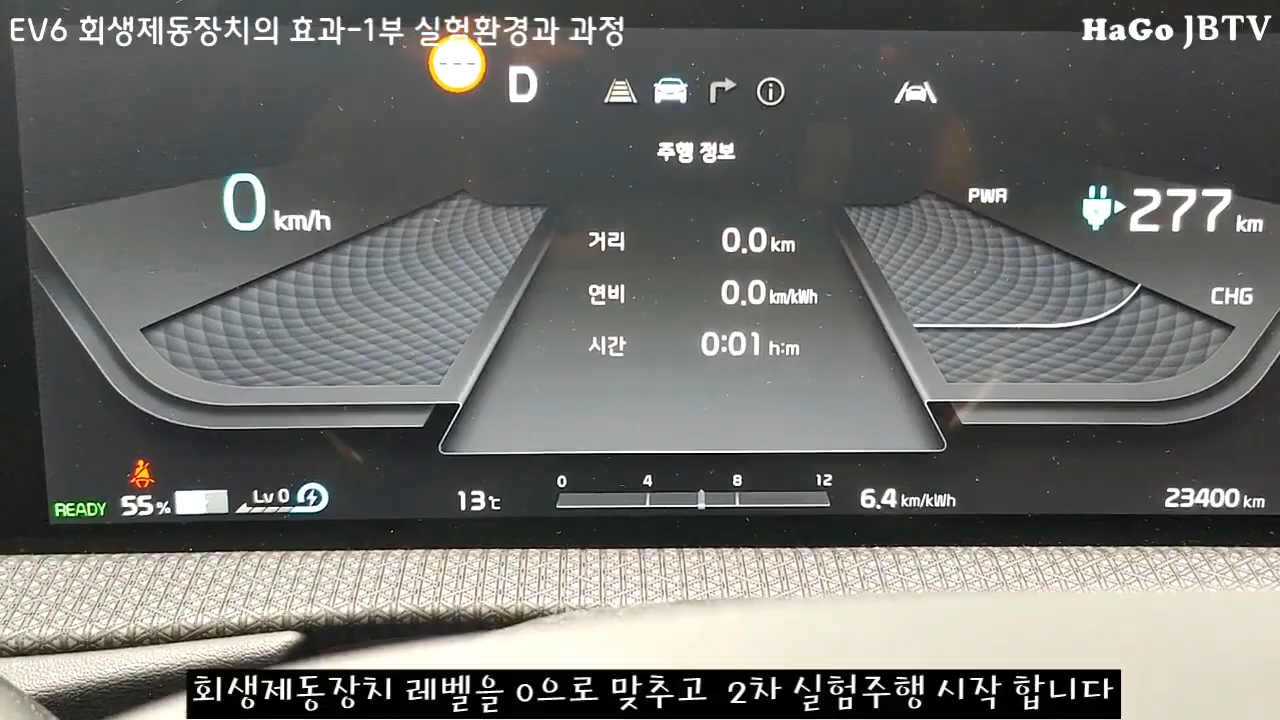 EV6 회생제동장치의 효과-1부 실험환경과 과정
HaGo JBTV
---
D
주행 정보
0 km/h
PWR
277 km
거리 0.0 km
연비 0.0 km/kWh
시간 0:01 h:m
CHG
READY 55 % Lv 0
13℃
0 4 8 12
6.4 km/kWh
23400 km
회생제동장치 레벨을 0으로 맞추고 2차 실험주행 시작 합니다